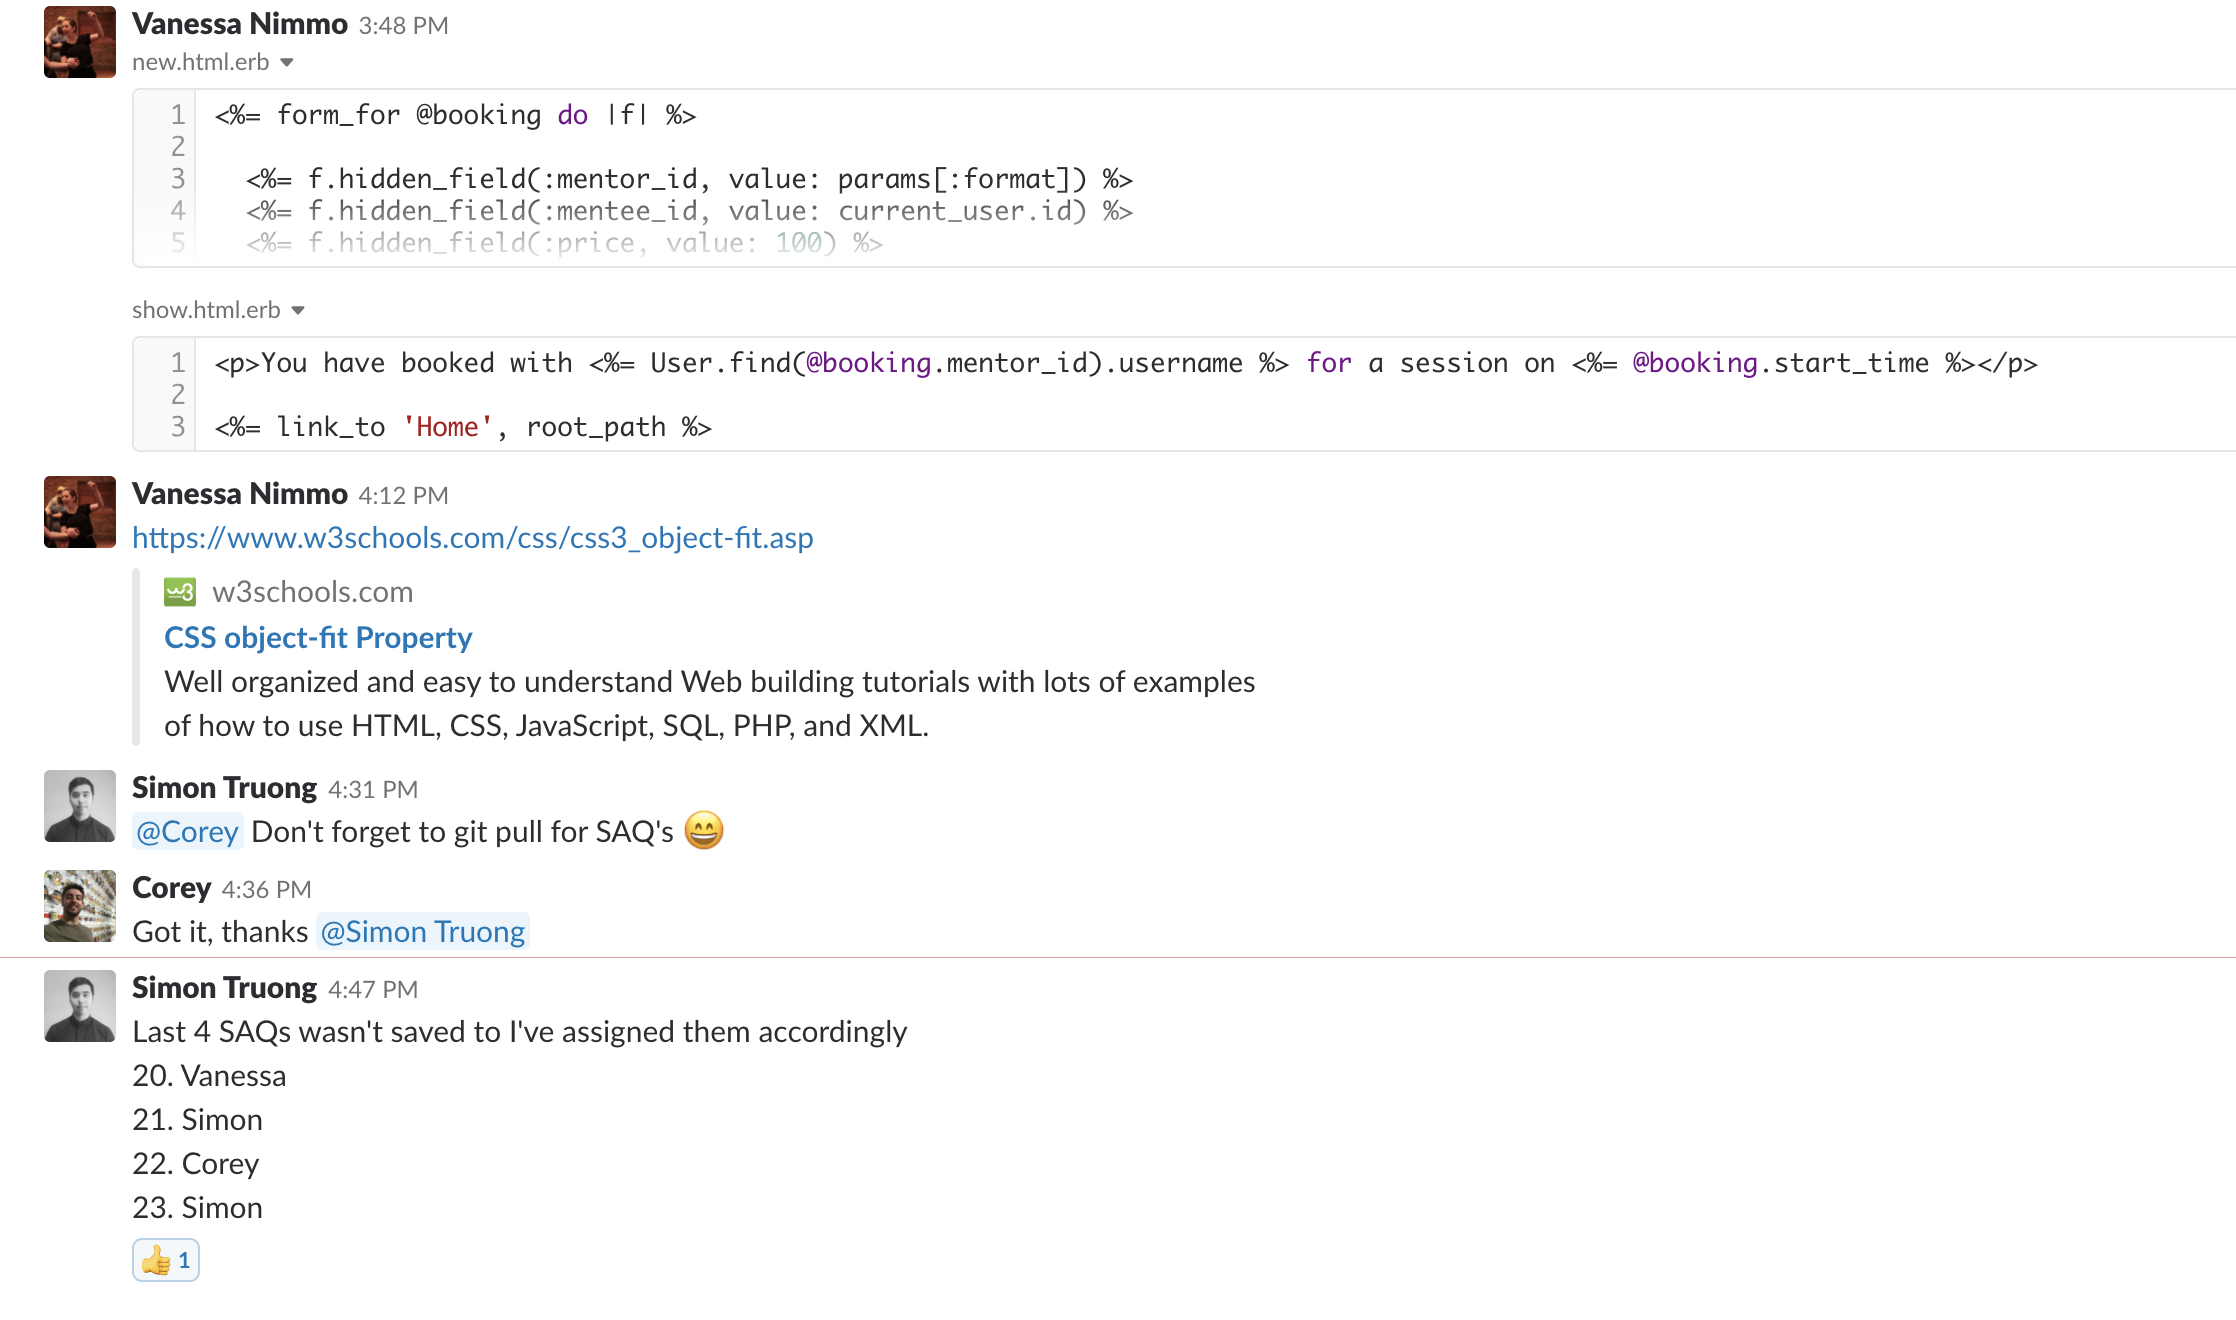 Vanessa Nimmo 3:48 PM
new.html.erb
1 <%= form_for @booking do |f| %>
2
3 <%= f.hidden_field(:mentor_id, value: params[:format]) %>
4 <%= f.hidden_field(:mentee_id, value: current_user.id) %>
5 <%= f.hidden_field(:price, value: 100) %>
show.html.erb
1 <p>You have booked with <%= User.find(@booking.mentor_id).username %> for a session on <%= @booking.start_time %></p>
2
3 <%= link_to 'Home', root_path %>
Vanessa Nimmo 4:12 PM
https://www.w3schools.com/css/css3_object-fit.asp
w3 w3schools.com
CSS object-fit Property
Well organized and easy to understand Web building tutorials with lots of examples
of how to use HTML, CSS, JavaScript, SQL, PHP, and XML.
Simon Truong 4:31 PM
@Corey Don't forget to git pull for SAQ's 😄
Corey 4:36 PM
Got it, thanks @Simon Truong
Simon Truong 4:47 PM
Last 4 SAQs wasn't saved to I've assigned them accordingly
20. Vanessa
21. Simon
22. Corey
23. Simon
👍 1